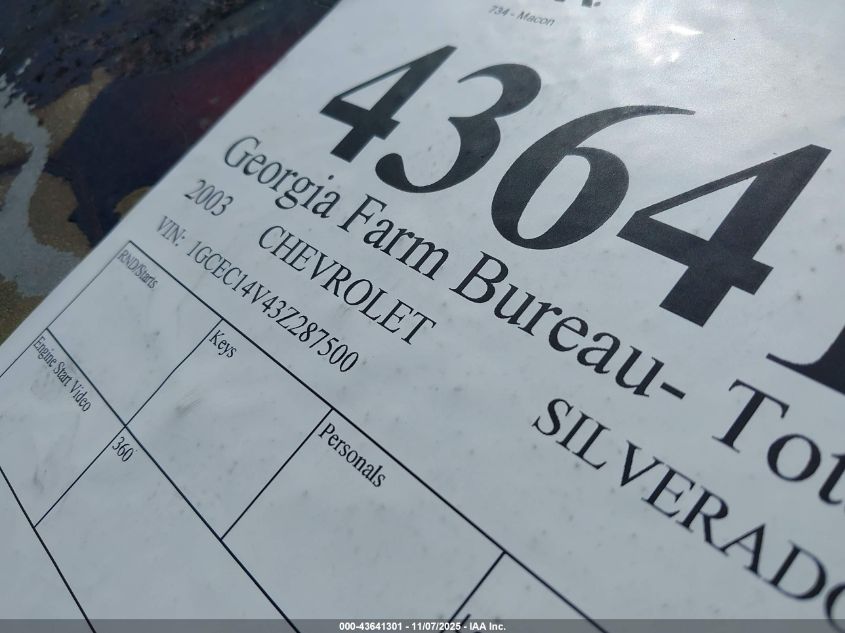 734 - Macon
4364
Georgia Farm Bureau- Tot
2003 CHEVROLET SILVERADO
VIN: 1GCEC14V43Z287500
RND/Starts
Keys
Personals
Engine Start Video
360
000-43641301 - 11/07/2025 - IAA Inc.